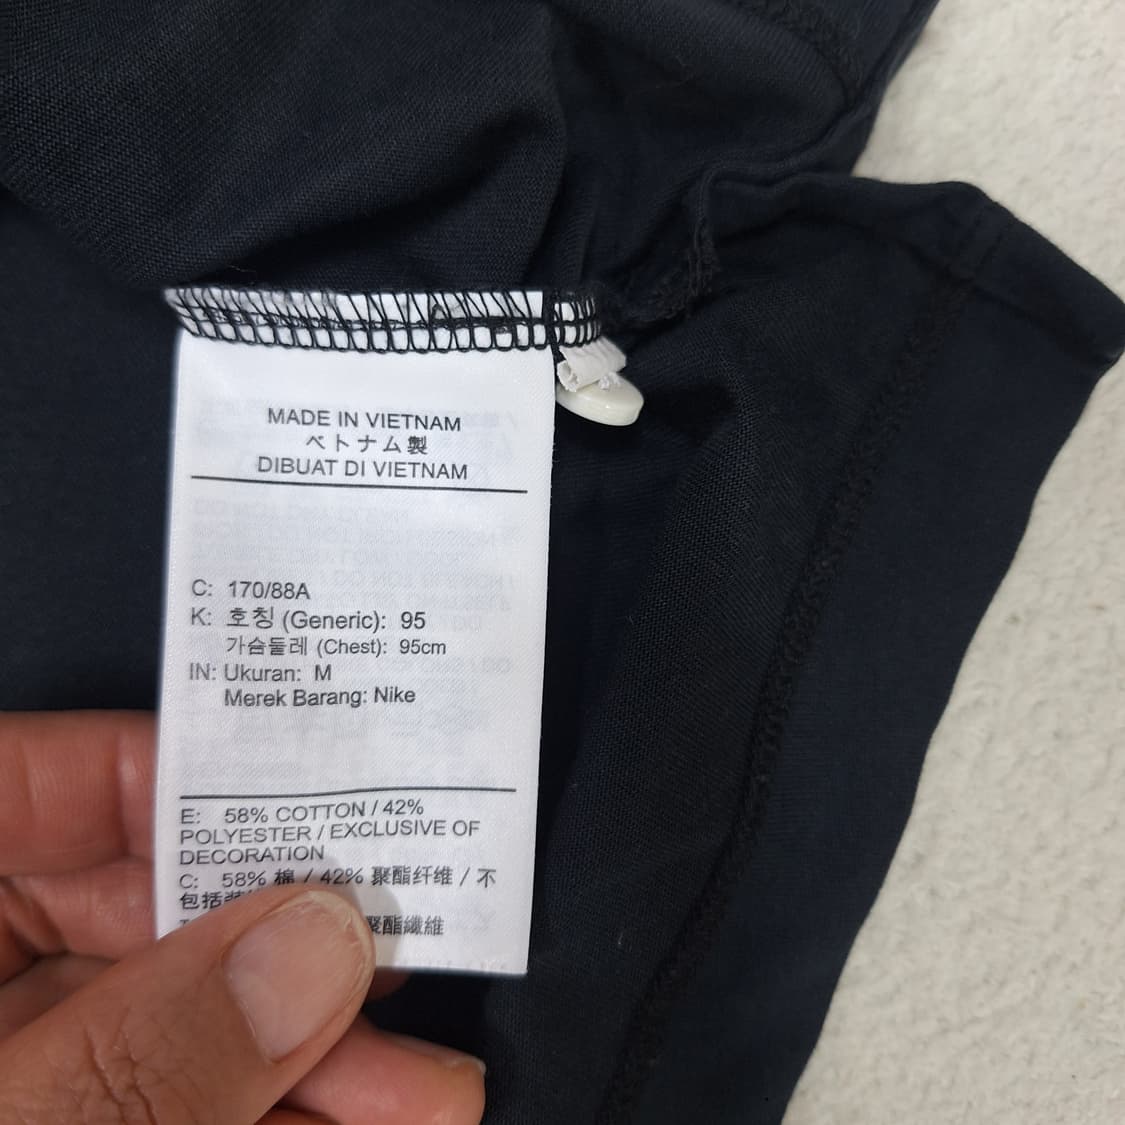 MADE IN VIETNAM
ベトナム製
DIBUAT DI VIETNAM
C: 170/88A
K: 호칭 (Generic): 95
가슴둘레 (Chest): 95cm
IN: Ukuran: M
Merek Barang: Nike
E: 58% COTTON / 42%
POLYESTER / EXCLUSIVE OF
DECORATION
C: 58% 棉 / 42% 聚酯纤维 / 不
包括
聚酯纖維